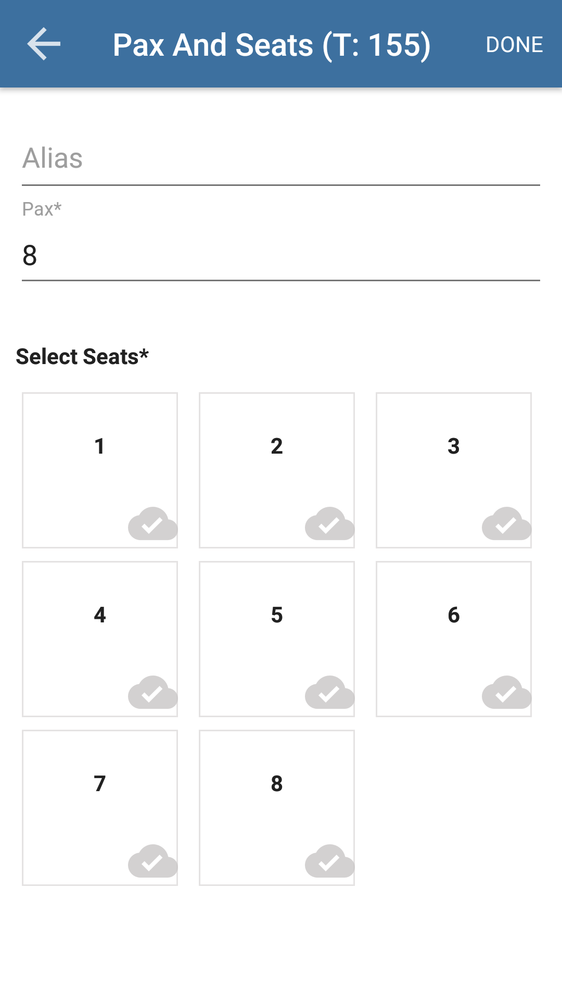 Pax And Seats (T: 155) DONE
Alias
Pax*
8
Select Seats*
1 2 3
4 5 6
7 8